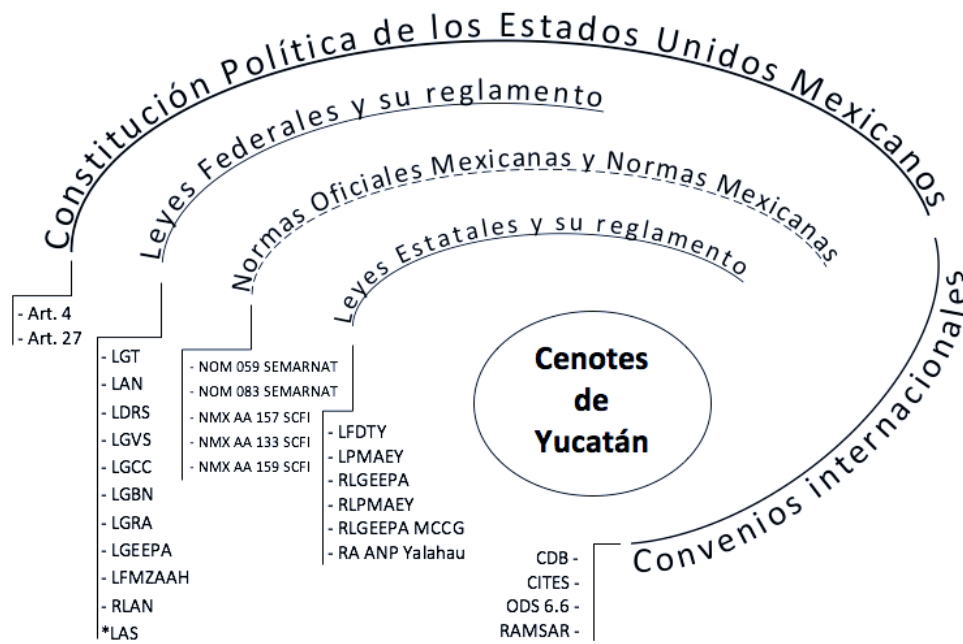 Constitución Política de los Estados Unidos Mexicanos
- Art. 4
- Art. 27
Leyes Federales y su reglamento
- LGT
- LAN
- LDRS
- LGVS
- LGCC
- LGBN
- LGRA
- LGEEPA
- LFMZAAH
- RLAN
*LAS
Normas Oficiales Mexicanas y Normas Mexicanas
- NOM 059 SEMARNAT
- NOM 083 SEMARNAT
- NMX AA 157 SCFI
- NMX AA 133 SCFI
- NMX AA 159 SCFI
Leyes Estatales y su reglamento
- LFDTY
- LPMAEY
- RLGEEPA
- RLPMAEY
- RLGEEPA MCCG
- RA ANP Yalahau
Cenotes
de
Yucatán
Convenios internacionales
CDB -
CITES -
ODS 6.6 -
RAMSAR -